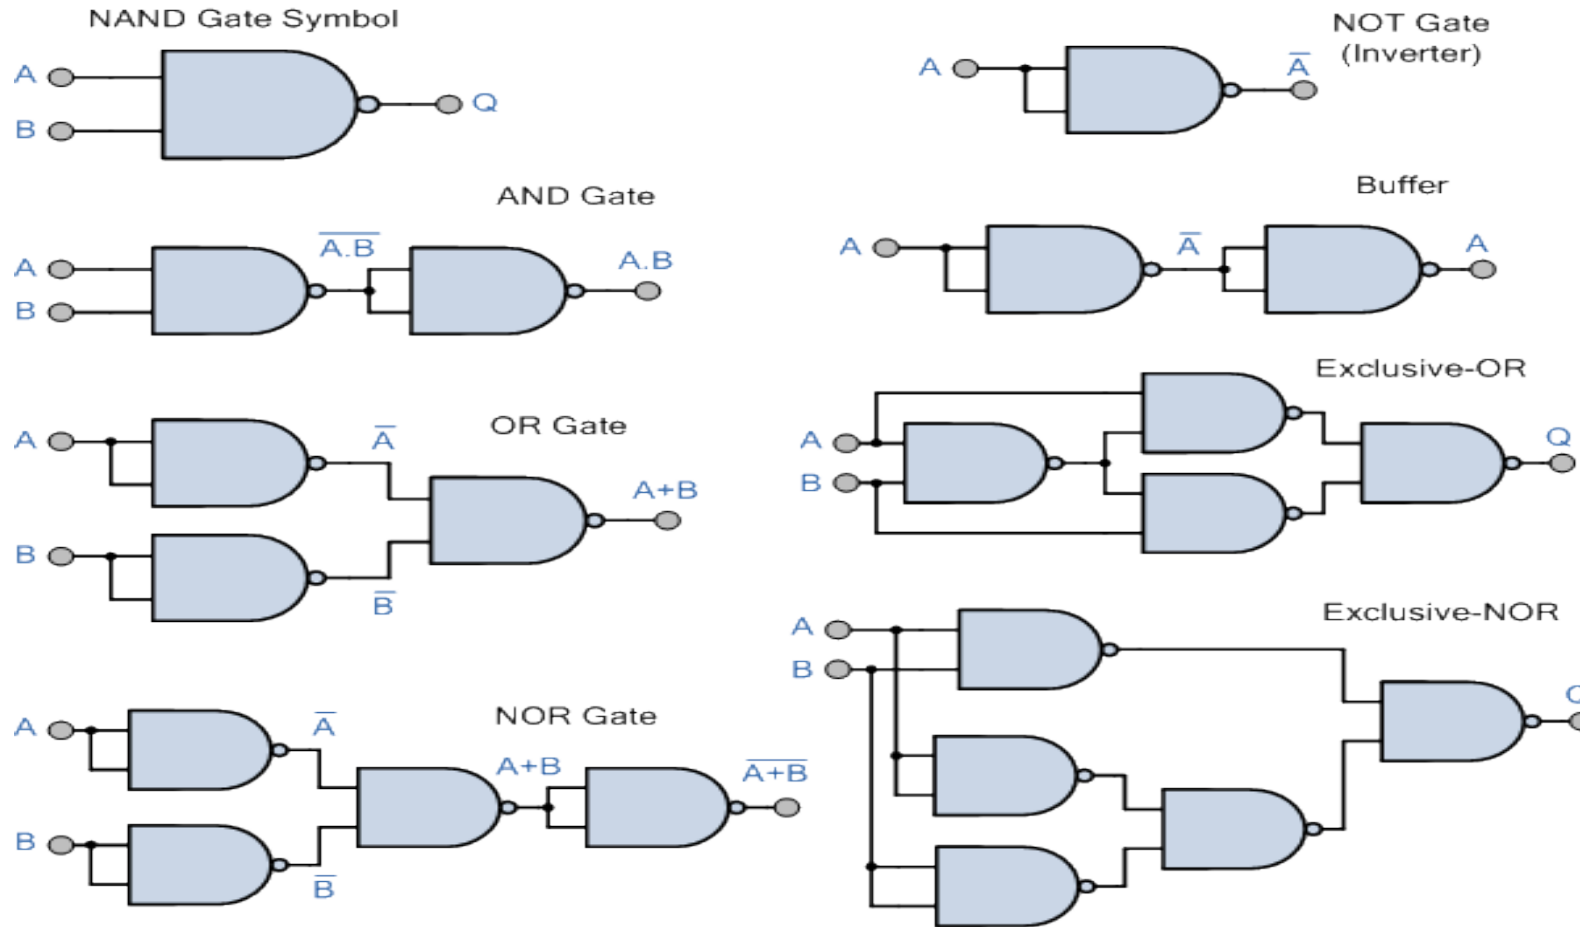 NAND Gate Symbol
A
B
Q
AND Gate
A
B
A.B
A.B
OR Gate
A
B
A
B
A+B
NOR Gate
A
B
A
B
A+B
A+B
NOT Gate
(Inverter)
A
A
Buffer
A
A
A
Exclusive-OR
A
B
Q
Exclusive-NOR
A
B